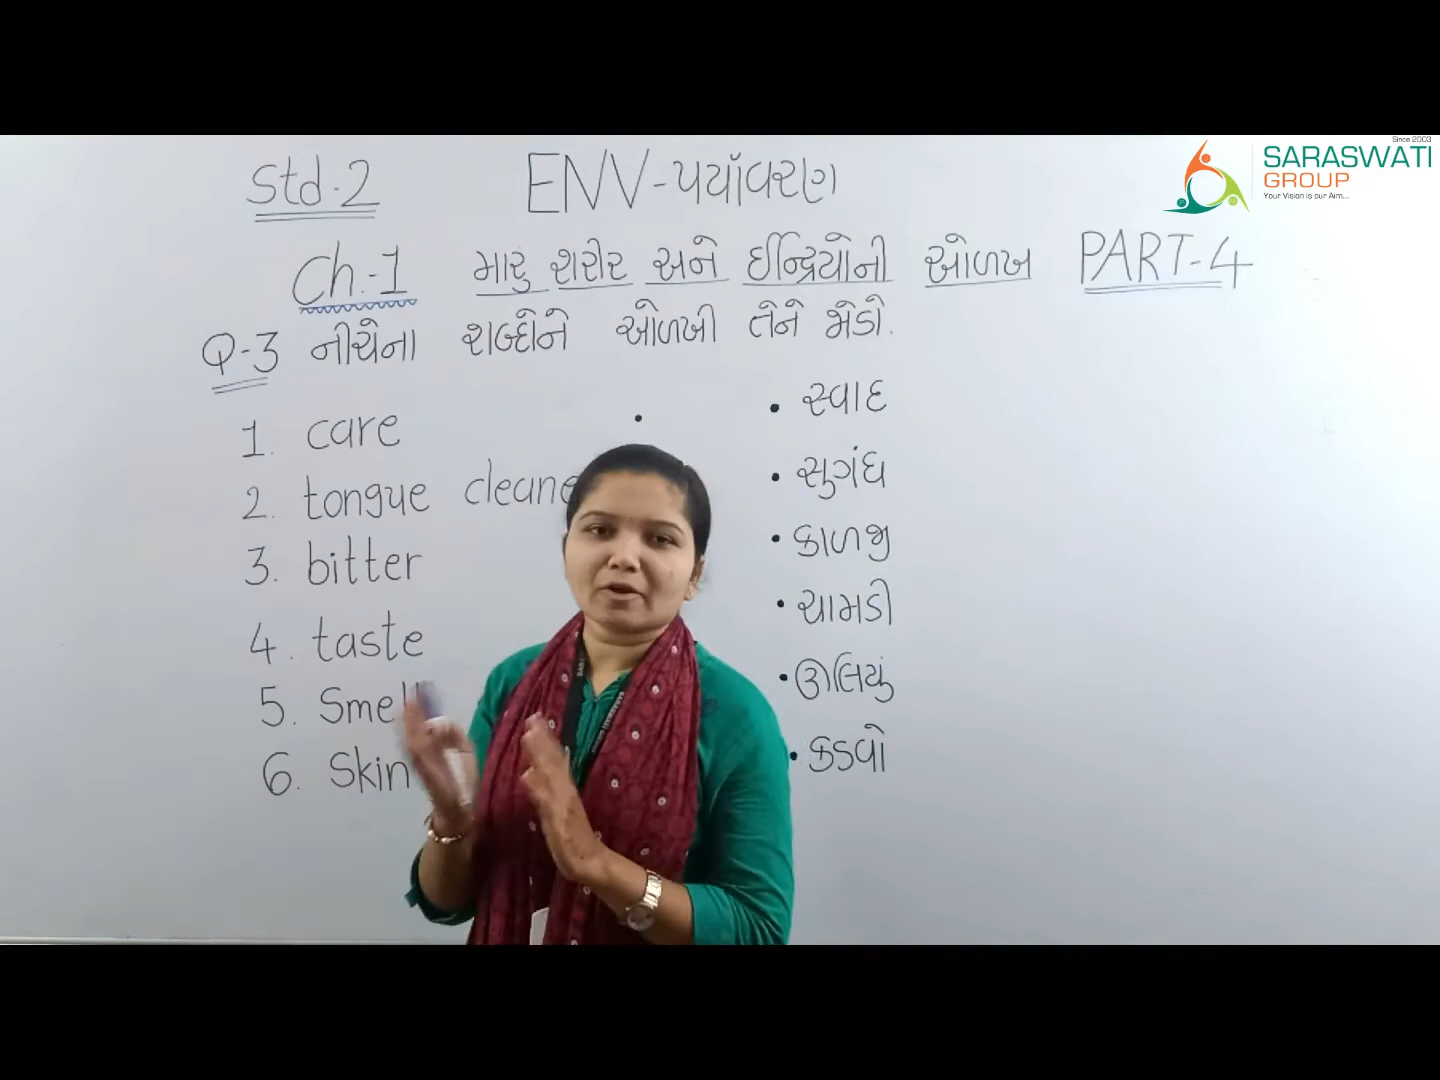 Since 2003
SARASWATI
GROUP
Your Vision is our Aim...
Std-2 ENV-પર્યાવરણ
Ch.-1 મારું શરીર અને ઈન્દ્રિયોની ઓળખ PART-4
Q-3 નીચેના શબ્દોને ઓળખી તેને જોડો.
1. care • • સ્વાદ
2. tongue cleane • સુગંધ
3. bitter • કાળજી
4. taste • ચામડી
5. Smell • ઊલિયું
6. Skin • કડવો